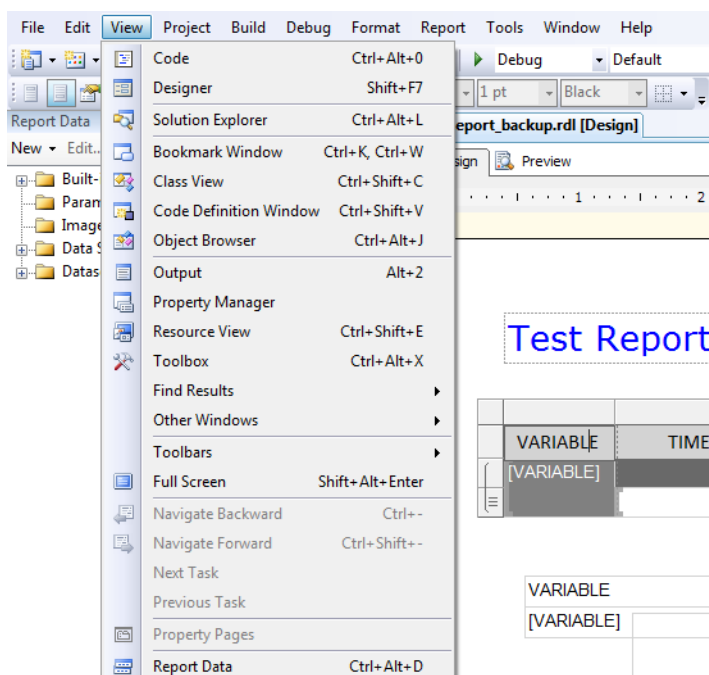 File Edit View Project Build Debug Format Report Tools Window Help
Debug Default
1 pt Black
Report Data
New Edit..
Built-
Param
Image
Data S
Datas
Code Ctrl+Alt+0
Designer Shift+F7
Solution Explorer Ctrl+Alt+L
Bookmark Window Ctrl+K, Ctrl+W
Class View Ctrl+Shift+C
Code Definition Window Ctrl+Shift+V
Object Browser Ctrl+Alt+J
Output Alt+2
Property Manager
Resource View Ctrl+Shift+E
Toolbox Ctrl+Alt+X
Find Results
Other Windows
Toolbars
Full Screen Shift+Alt+Enter
Navigate Backward Ctrl+-
Navigate Forward Ctrl+Shift+-
Next Task
Previous Task
Property Pages
Report Data Ctrl+Alt+D
eport_backup.rdl [Design]
sign Preview
1 2
Test Report
VARIABLE TIME
[VARIABLE]
VARIABLE
[VARIABLE]